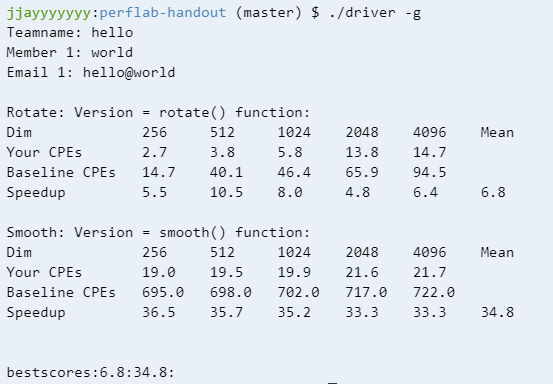 jjayyyyyyy:perflab-handout (master) $ ./driver -g
Teamname: hello
Member 1: world
Email 1: hello@world
Rotate: Version = rotate() function:
Dim 256 512 1024 2048 4096 Mean
Your CPEs 2.7 3.8 5.8 13.8 14.7
Baseline CPEs 14.7 40.1 46.4 65.9 94.5
Speedup 5.5 10.5 8.0 4.8 6.4 6.8
Smooth: Version = smooth() function:
Dim 256 512 1024 2048 4096 Mean
Your CPEs 19.0 19.5 19.9 21.6 21.7
Baseline CPEs 695.0 698.0 702.0 717.0 722.0
Speedup 36.5 35.7 35.2 33.3 33.3 34.8
bestscores:6.8:34.8: